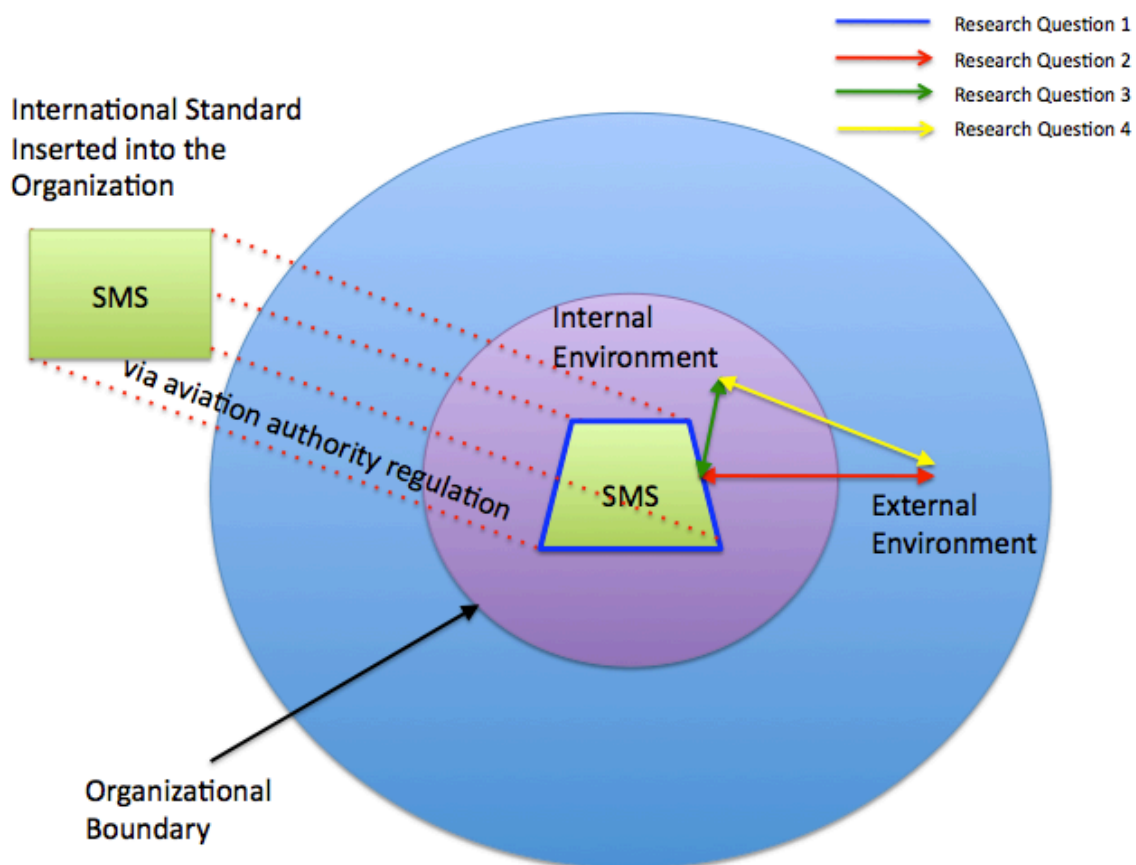 Research Question 1
Research Question 2
Research Question 3
Research Question 4
International Standard
Inserted into the
Organization
SMS
via aviation authority regulation
Internal
Environment
SMS
External
Environment
Organizational
Boundary